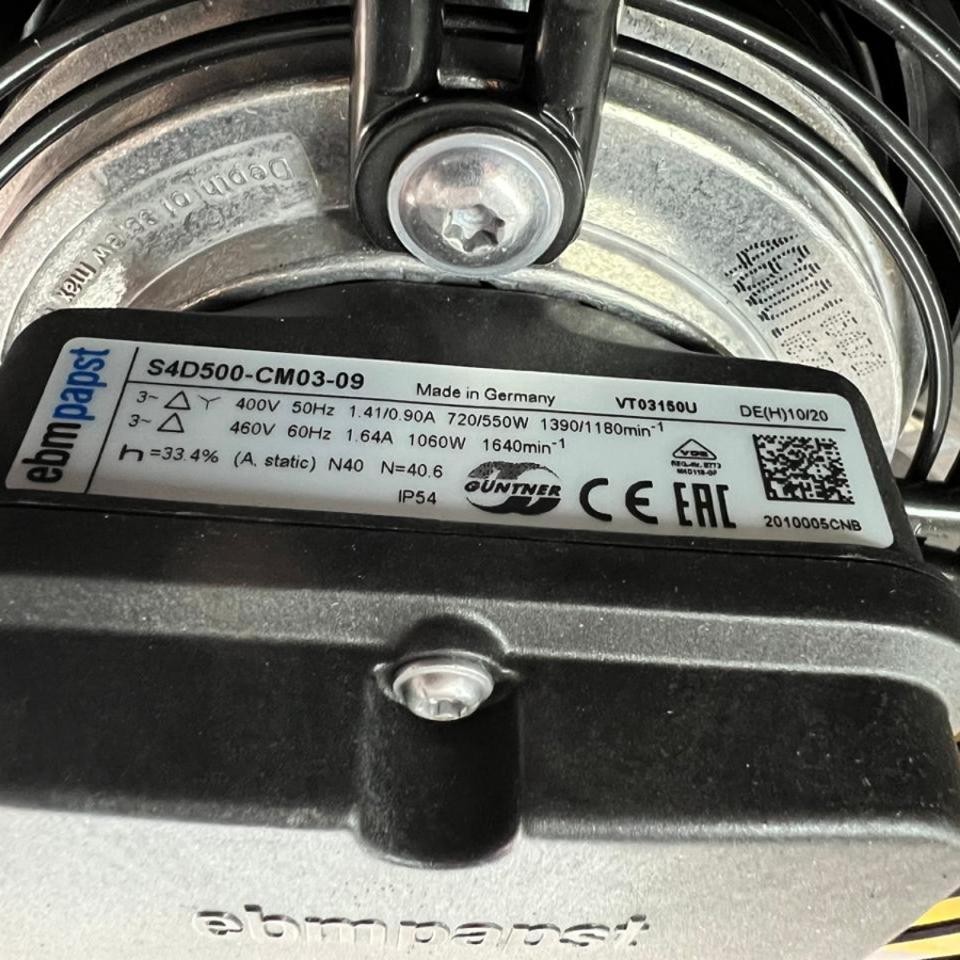 Depth of screw max
ebmpapst
S4D500-CM03-09 Made in Germany VT03150U DE(H)10/20
3~ △ Y 400V 50Hz 1.41/0.90A 720/550W 1390/1180min-1
3~ △ 460V 60Hz 1.64A 1060W 1640min-1
h=33.4% (A, static) N40 N=40.6
IP54 GÜNTNER CE EAC
VDE
2010005CNB
ebmpapst